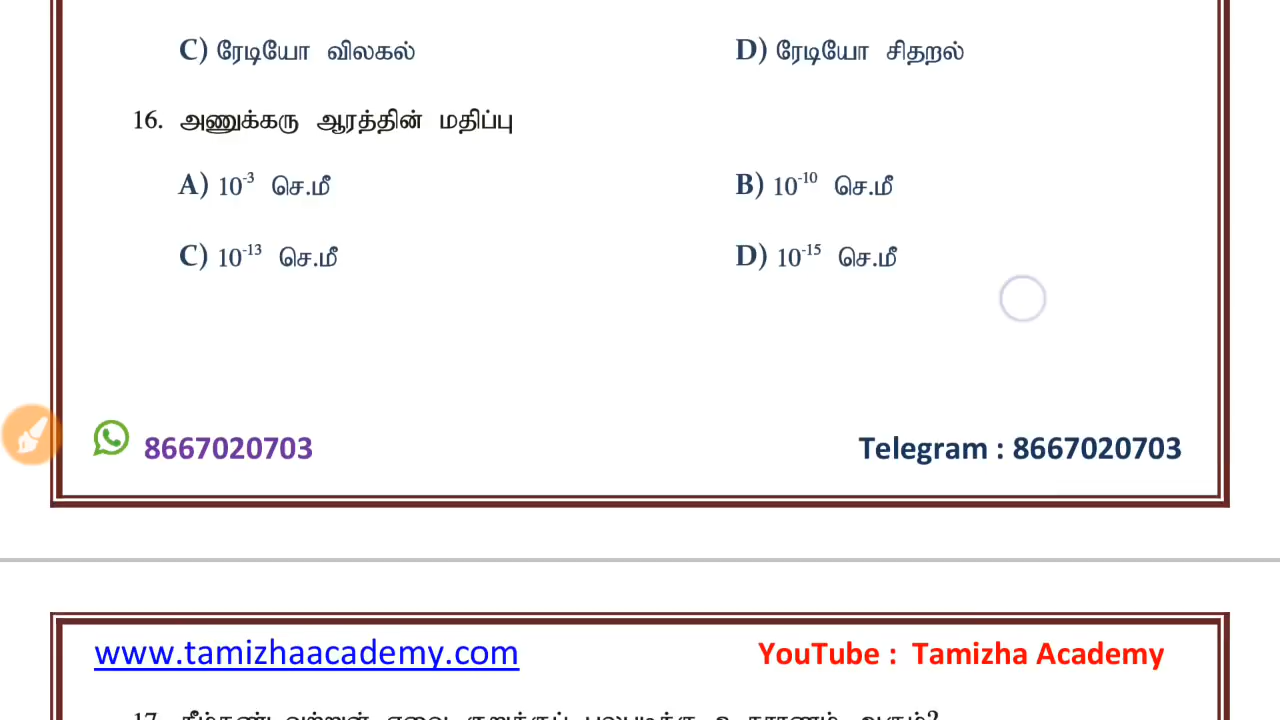 C) ரேடியோ விலகல் D) ரேடியோ சிதறல்
16. அணுக்கரு ஆரத்தின் மதிப்பு
A) 10⁻³ செ.மீ B) 10⁻¹⁰ செ.மீ
C) 10⁻¹³ செ.மீ D) 10⁻¹⁵ செ.மீ
8667020703 Telegram : 8667020703
www.tamizhaacademy.com YouTube : Tamizha Academy